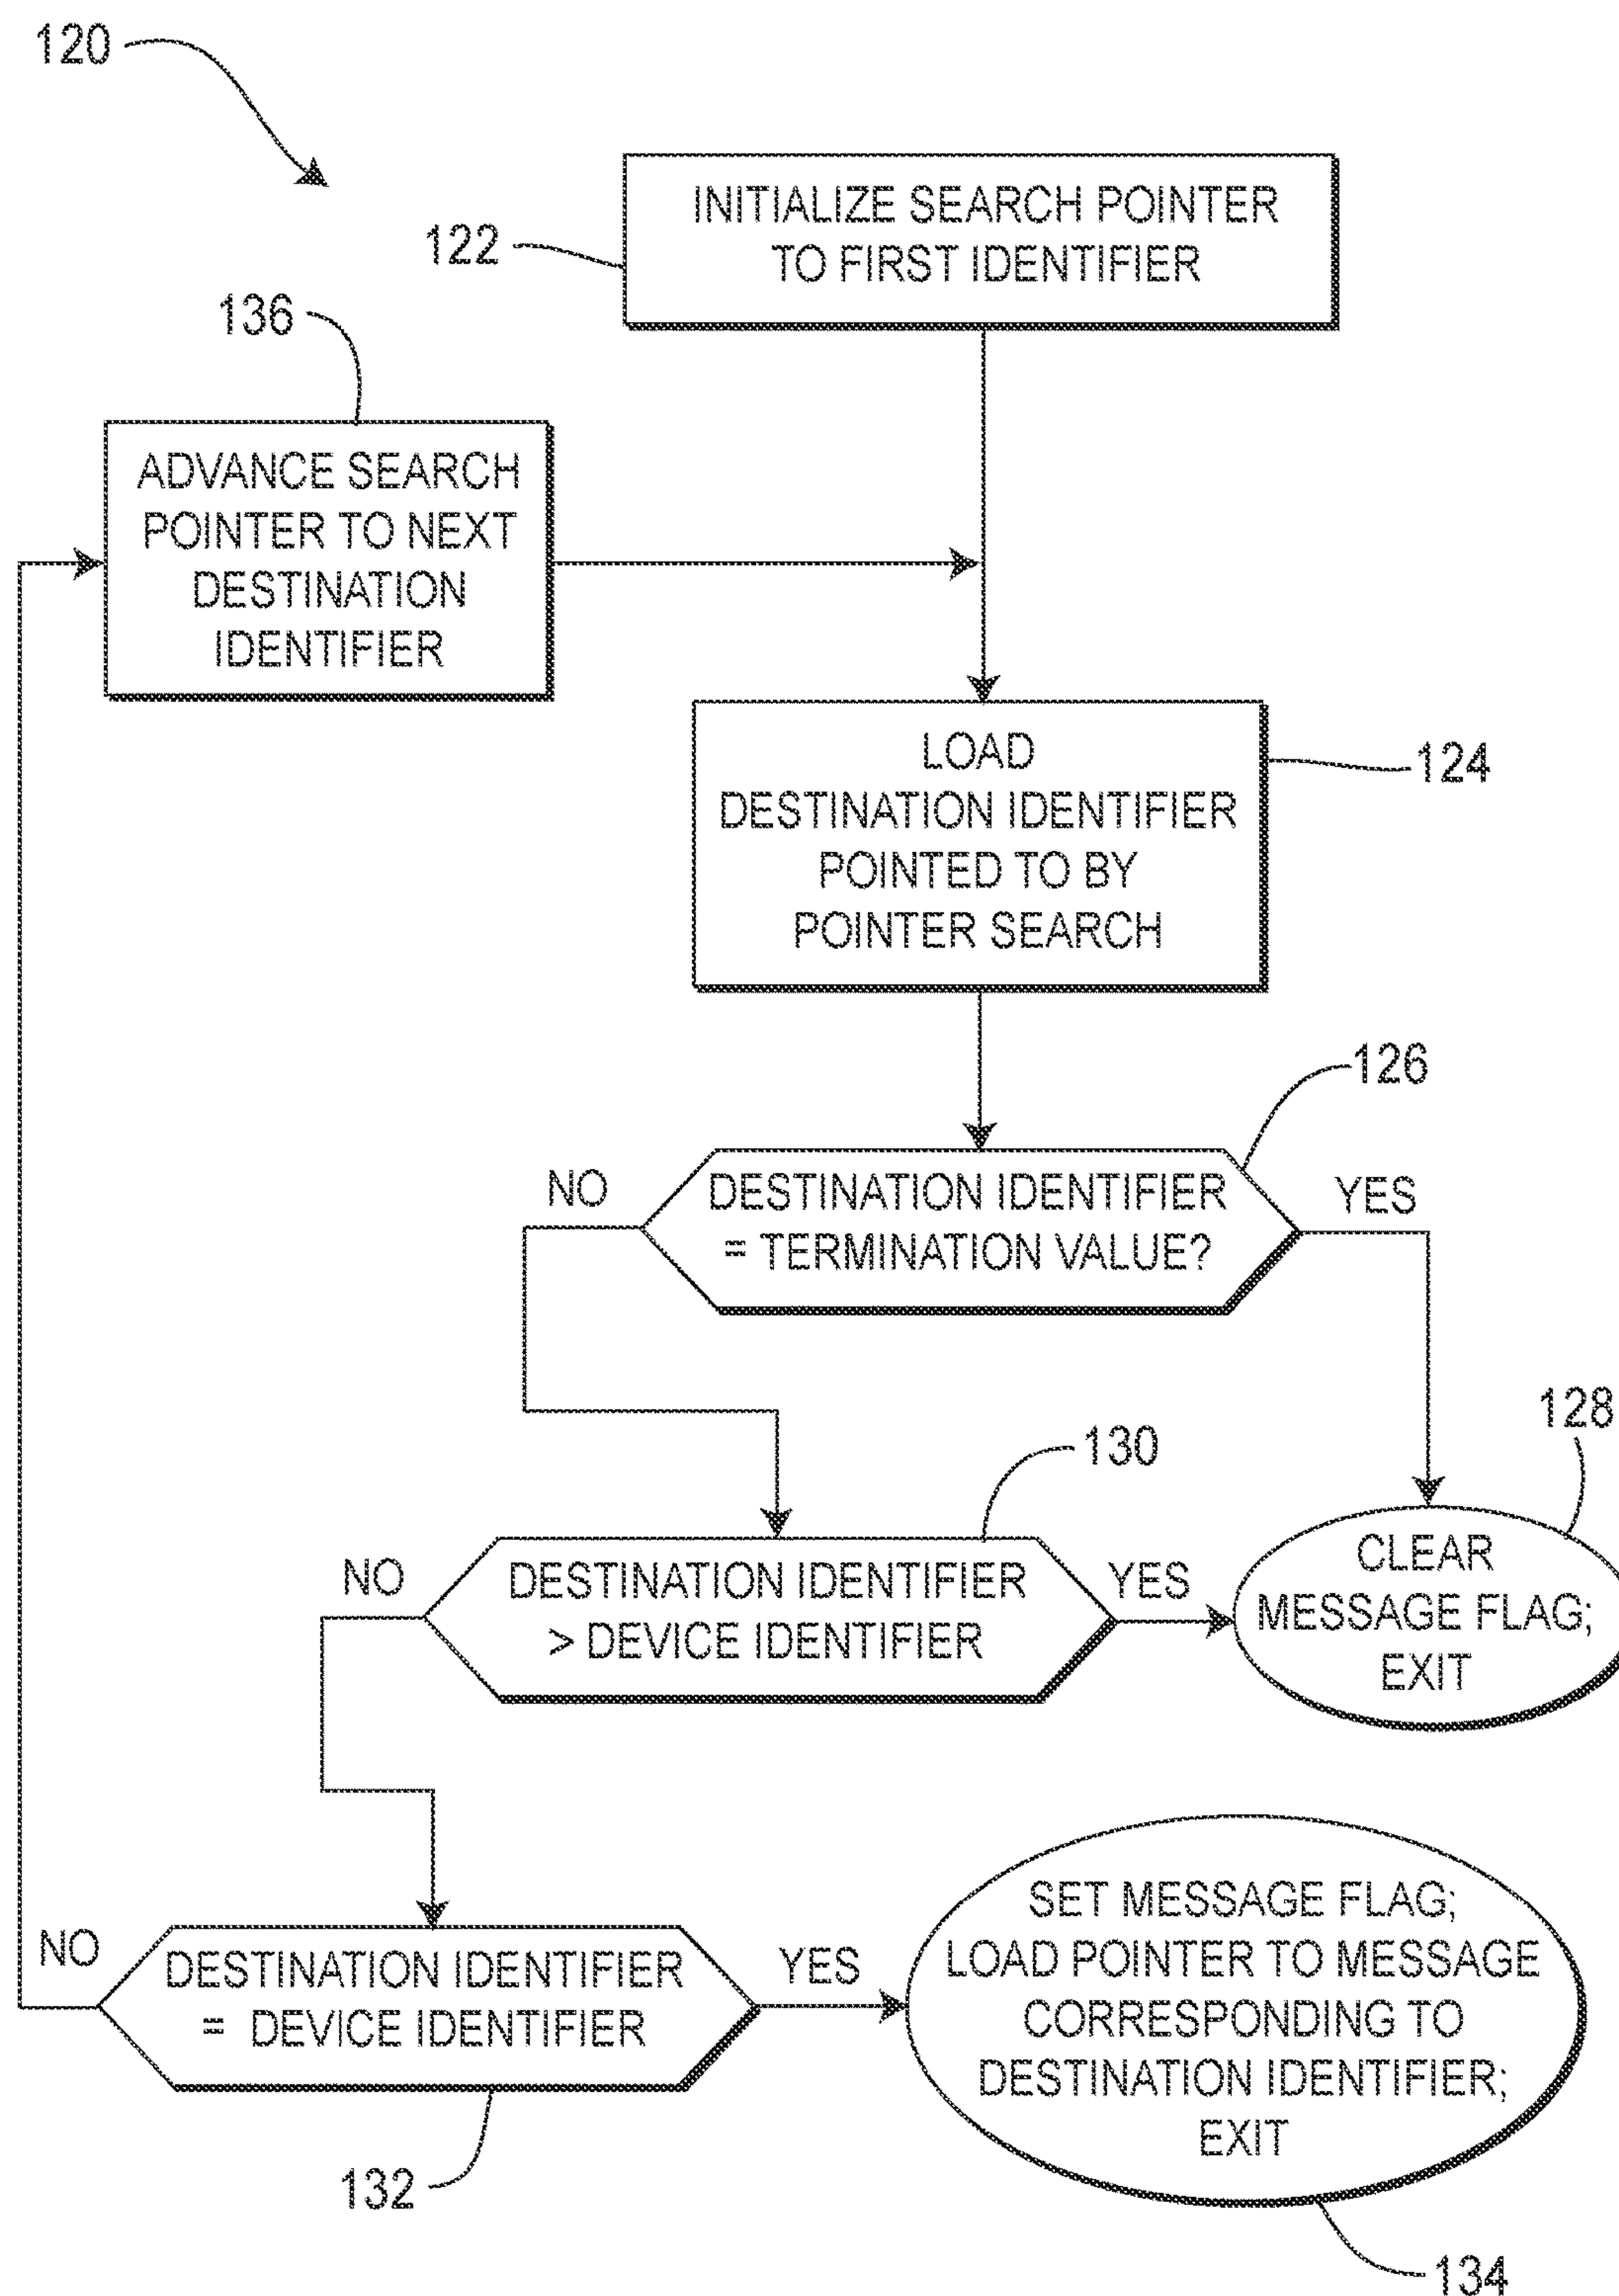 120
INITIALIZE SEARCH POINTER
TO FIRST IDENTIFIER
122
136
ADVANCE SEARCH
POINTER TO NEXT
DESTINATION
IDENTIFIER
LOAD
DESTINATION IDENTIFIER
POINTED TO BY
POINTER SEARCH
124
126
NO
DESTINATION IDENTIFIER
= TERMINATION VALUE?
YES
128
130
NO
DESTINATION IDENTIFIER
> DEVICE IDENTIFIER
YES
CLEAR
MESSAGE FLAG;
EXIT
NO
DESTINATION IDENTIFIER
= DEVICE IDENTIFIER
YES
SET MESSAGE FLAG;
LOAD POINTER TO MESSAGE
CORRESPONDING TO
DESTINATION IDENTIFIER;
EXIT
132
134